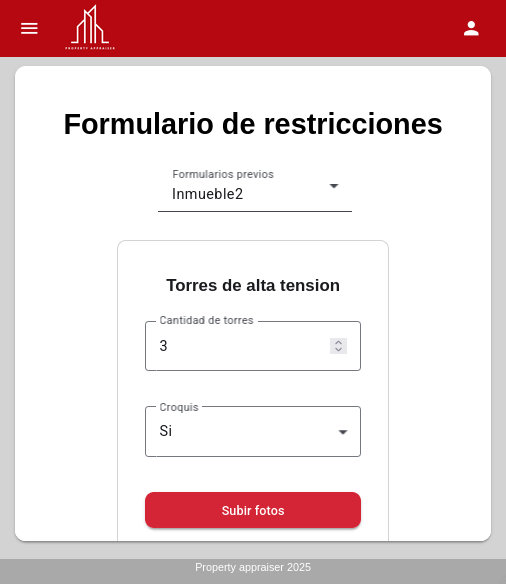 PROPERTY APPRAISER
Formulario de restricciones
Formularios previos
Inmueble2
Torres de alta tension
Cantidad de torres
3
Croquis
Si
Subir fotos
Property appraiser 2025